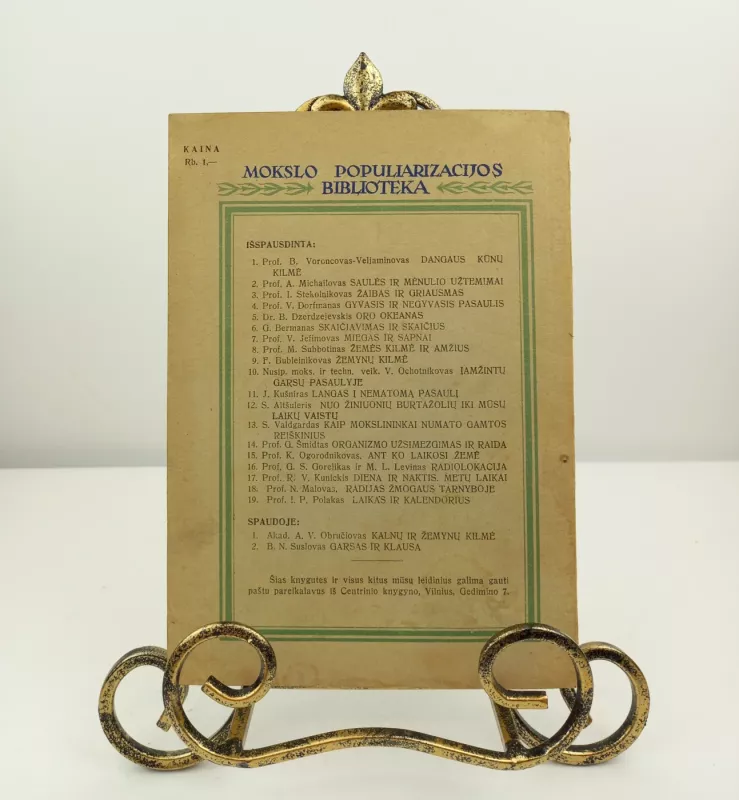 KAINA
Rb. 1,—
MOKSLO POPULIARIZACIJOS
BIBLIOTEKA
IŠSPAUSDINTA:
1. Prof. B. Voroncovas-Veljaminovas DANGAUS KŪNŲ
KILMĖ
2. Prof. A. Michailovas SAULĖS IR MĖNULIO UŽTEMIMAI
3. Prof. I. Stekolnikovas ŽAIBAS IR GRIAUSMAS
4. Prof. V. Dorfmanas GYVASIS IR NEGYVASIS PASAULIS
5. Dr. B. Dzerdzejevskis ORO OKEANAS
6. G. Bermanas SKAIČIAVIMAS IR SKAIČIUS
7. Prof. V. Jefimovas MIEGAS IR SAPNAI
8. Prof. M. Subbotinas ŽEMĖS KILMĖ IR AMŽIUS
9. F. Bubleinikovas ŽEMYNŲ KILMĖ
10. Nusip. moks. ir techn. veik. V. Ochotnikovas ĮAMŽINTŲ
GARSŲ PASAULYJE
11. J. Kušniras LANGAS Į NEMATOMĄ PASAULĮ
12. S. Altšuleris NUO ŽINIUONIŲ BURTAŽOLIŲ IKI MŪSŲ
LAIKŲ VAISTŲ
13. S. Valdgardas KAIP MOKSLININKAI NUMATO GAMTOS
REIŠKINIUS
14. Prof. G. Šmidtas ORGANIZMO UŽSIMEZGIMAS IR RAIDA
15. Prof. K. Ogorodnikovas. ANT KO LAIKOSI ŽEMĖ
16. Prof. G. S. Gorelikas ir M. L. Levinas RADIOLOKACIJA
17. Prof. R. V. Kunickis DIENA IR NAKTIS. METŲ LAIKAI
18. Prof. N. Malovas. RADIJAS ŽMOGAUS TARNYBOJE
19. Prof. I. P. Polakas LAIKAS IR KALENDORIUS
SPAUDOJE:
1. Akad. A. V. Obručiovas KALNŲ IR ŽEMYNŲ KILMĖ
2. B. N. Suslovas GARSAS IR KLAUSA
Šias knygutes ir visus kitus mūsų leidinius galima gauti
paštu pareikalavus iš Centrinio knygyno, Vilnius, Gedimino 7.